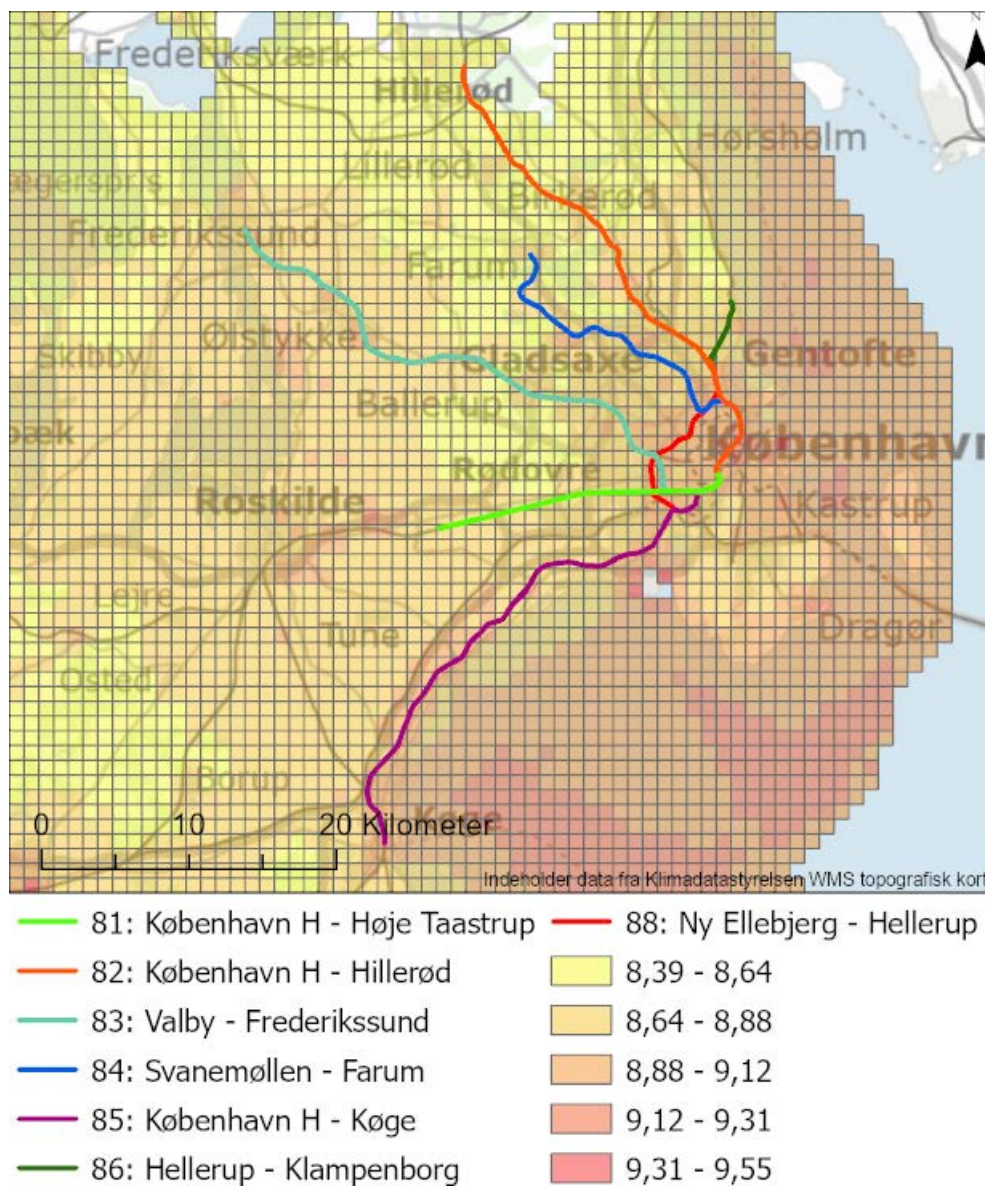 Frederiksværk
Hillerød
Hørsholm
Lillerød
ægerspris
Birkerød
Frederikssund
Farum
Ølstykke
Skibby
Gladsaxe
Gentofte
Ballerup
bæk
København
Rødovre
Roskilde
Kastrup
Lejre
Tune
Dragør
Osted
Borup
Køge
0 10 20 Kilometer
Indeholder data fra Klimadatastyrelsen WMS topografisk kort
81: København H - Høje Taastrup
88: Ny Ellebjerg - Hellerup
82: København H - Hillerød
8,39 - 8,64
83: Valby - Frederikssund
8,64 - 8,88
84: Svanemøllen - Farum
8,88 - 9,12
85: København H - Køge
9,12 - 9,31
86: Hellerup - Klampenborg
9,31 - 9,55